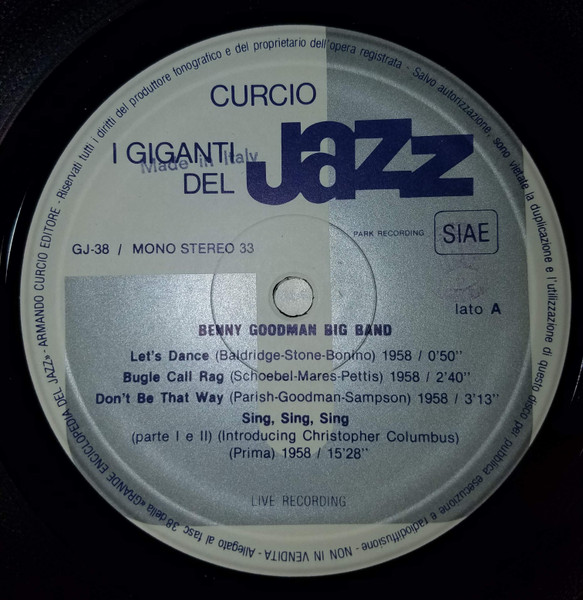 Riservati tutti i diritti del produttore fonografico e del proprietario dell'opera registrata - Salvo autorizzazione, sono vietate la duplicazione e l'utilizzazione di questo disco per pubblica esecuzione e radiodiffusione - NON IN VENDITA - Allegato al fasc. 38 della «GRANDE ENCICLOPEDIA DEL JAZZ» - ARMANDO CURCIO EDITORE -
CURCIO
I GIGANTI
DEL
Jazz
Made in Italy
PARK RECORDING
SIAE
GJ-38 / MONO STEREO 33
lato A
BENNY GOODMAN BIG BAND
Let's Dance (Baldridge-Stone-Bonino) 1958 / 0'50''
Bugle Call Rag (Schoebel-Mares-Pettis) 1958 / 2'40''
Don't Be That Way (Parish-Goodman-Sampson) 1958 / 3'13''
Sing, Sing, Sing
(parte I e II) (Introducing Christopher Columbus)
(Prima) 1958 / 15'28''
LIVE RECORDING